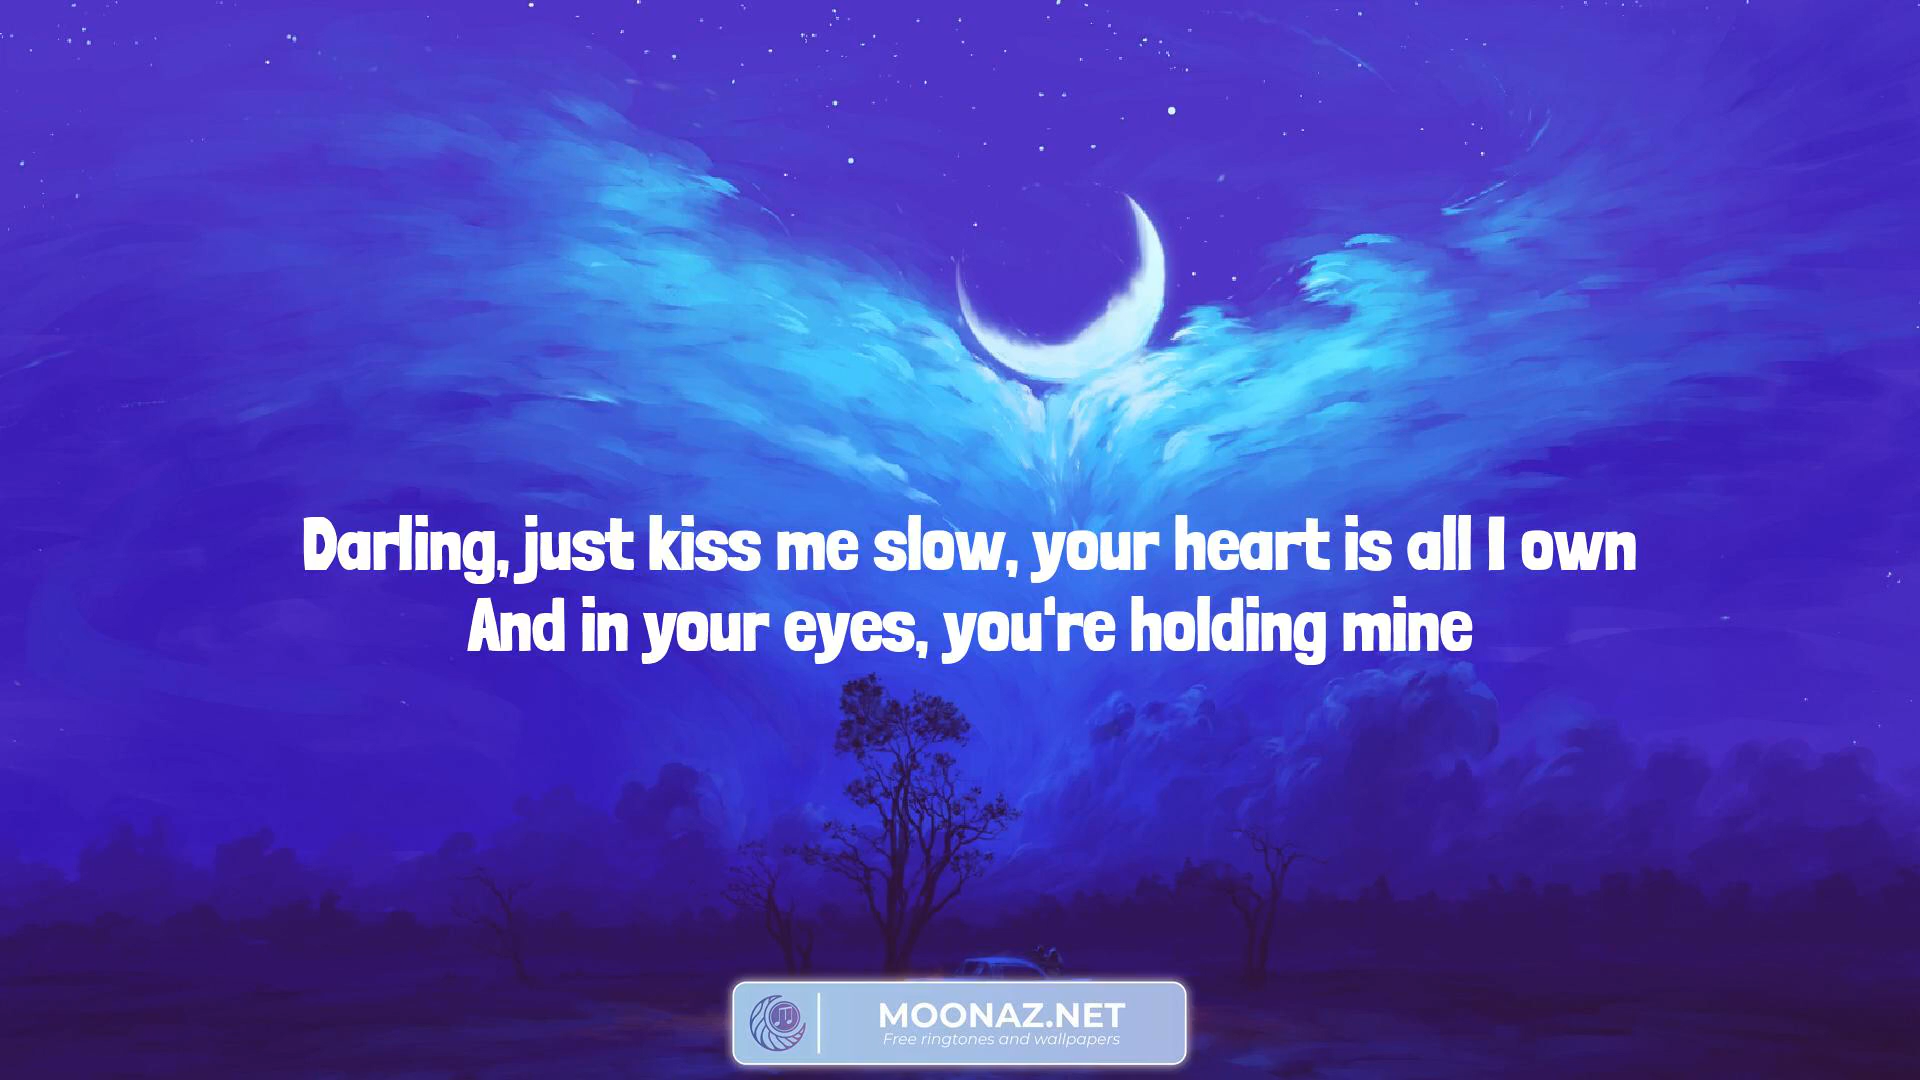 Darling, just kiss me slow, your heart is all I own
And in your eyes, you're holding mine
MOONAZ.NET
Free ringtones and wallpapers